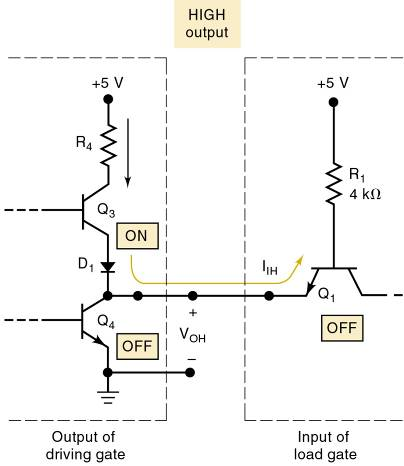 HIGH
output
+5 V
+5 V
R4
R1
4 kΩ
Q3
ON
D1
IIH
Q1
+
Q4
VOH
OFF
OFF
–
Output of
driving gate
Input of
load gate